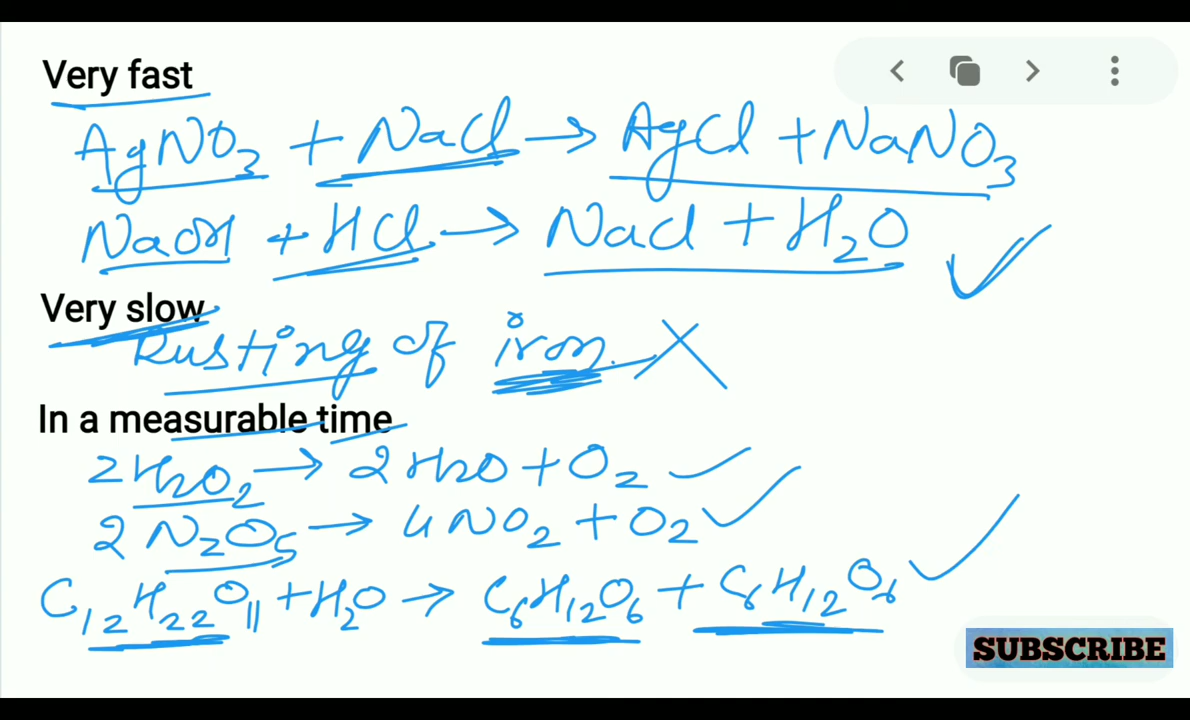 Very fast
AgNO₃ + NaCl → AgCl + NaNO₃
NaOH + HCl → NaCl + H₂O
Very slow
Rusting of iron
In a measurable time
2H₂O₂ → 2H₂O + O₂
2N₂O₅ → 4NO₂ + O₂
C₁₂H₂₂O₁₁ + H₂O → C₆H₁₂O₆ + C₆H₁₂O₆
SUBSCRIBE